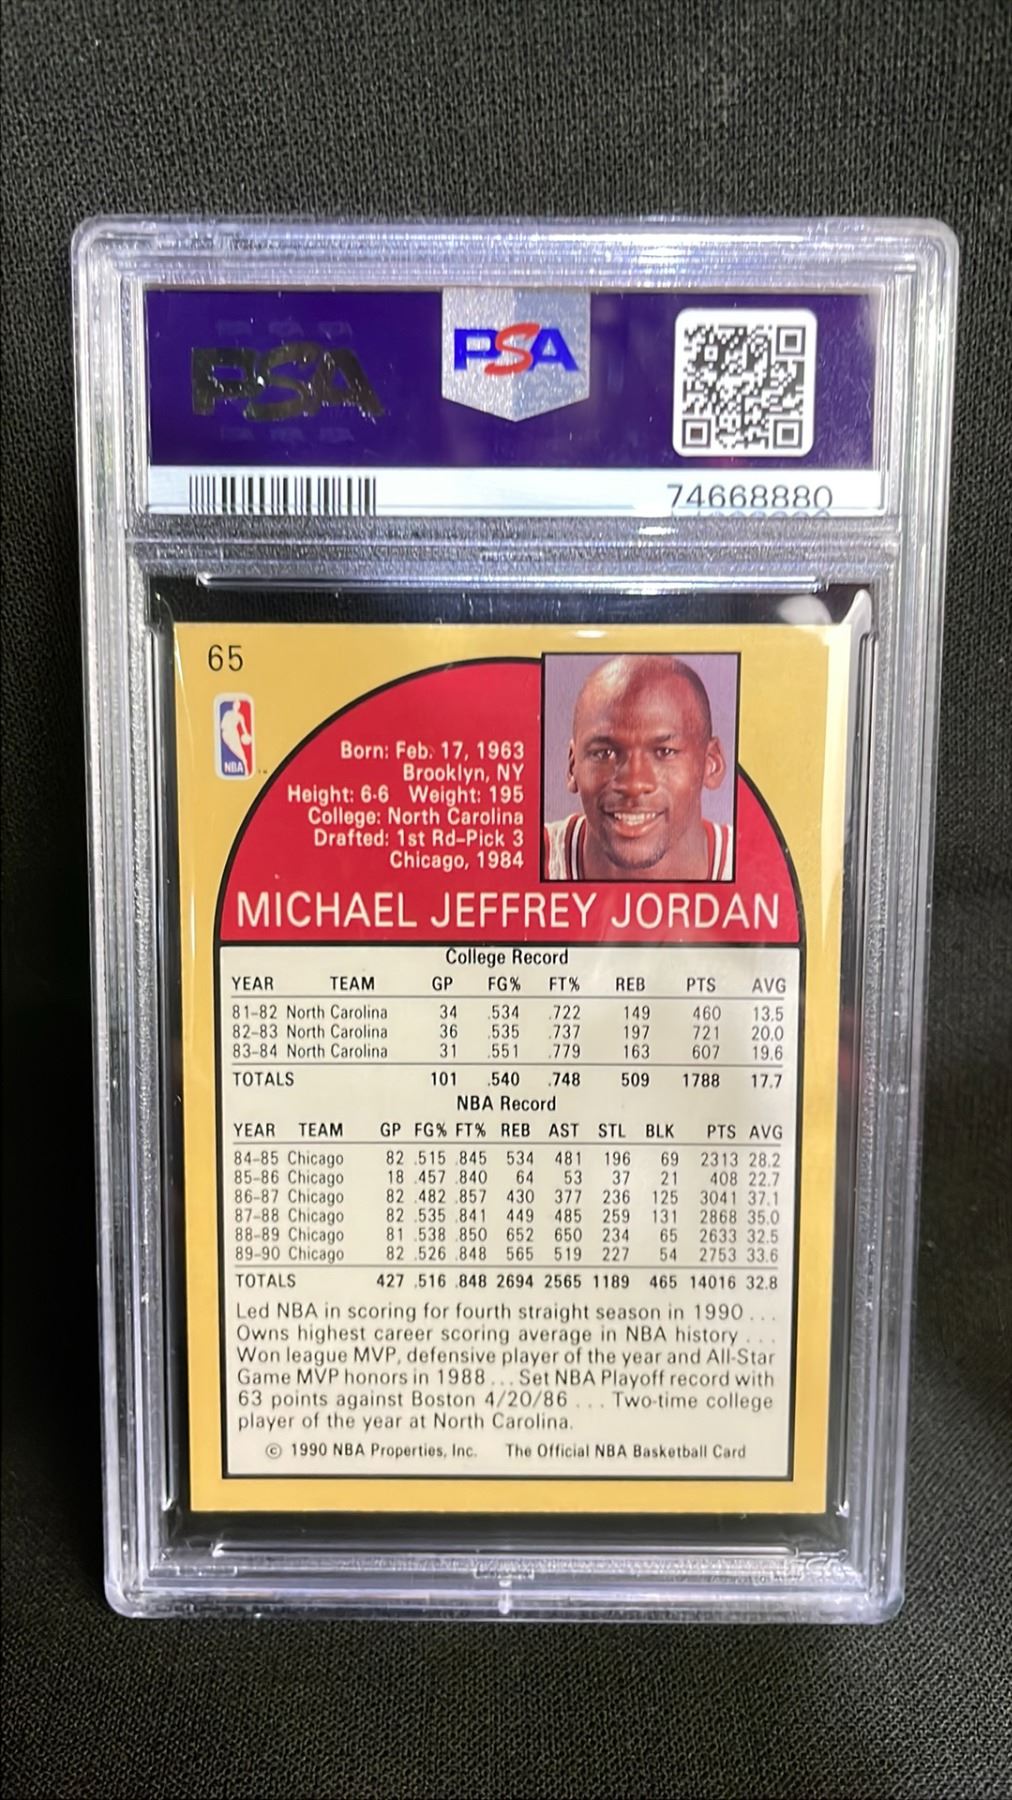 PSA
PSA
74668880
65
NBA
Born: Feb. 17, 1963
Brooklyn, NY
Height: 6-6 Weight: 195
College: North Carolina
Drafted: 1st Rd-Pick 3
Chicago, 1984
MICHAEL JEFFREY JORDAN
College Record
YEAR TEAM GP FG% FT% REB PTS AVG
81-82 North Carolina 34 .534 .722 149 460 13.5
82-83 North Carolina 36 .535 .737 197 721 20.0
83-84 North Carolina 31 .551 .779 163 607 19.6
TOTALS 101 .540 .748 509 1788 17.7
NBA Record
YEAR TEAM GP FG% FT% REB AST STL BLK PTS AVG
84-85 Chicago 82 .515 .845 534 481 196 69 2313 28.2
85-86 Chicago 18 .457 .840 64 53 37 21 408 22.7
86-87 Chicago 82 .482 .857 430 377 236 125 3041 37.1
87-88 Chicago 82 .535 .841 449 485 259 131 2868 35.0
88-89 Chicago 81 .538 .850 652 650 234 65 2633 32.5
89-90 Chicago 82 .526 .848 565 519 227 54 2753 33.6
TOTALS 427 .516 .848 2694 2565 1189 465 14016 32.8
Led NBA in scoring for fourth straight season in 1990 ...
Owns highest career scoring average in NBA history ...
Won league MVP, defensive player of the year and All-Star
Game MVP honors in 1988 ... Set NBA Playoff record with
63 points against Boston 4/20/86 ... Two-time college
player of the year at North Carolina.
© 1990 NBA Properties, Inc. The Official NBA Basketball Card